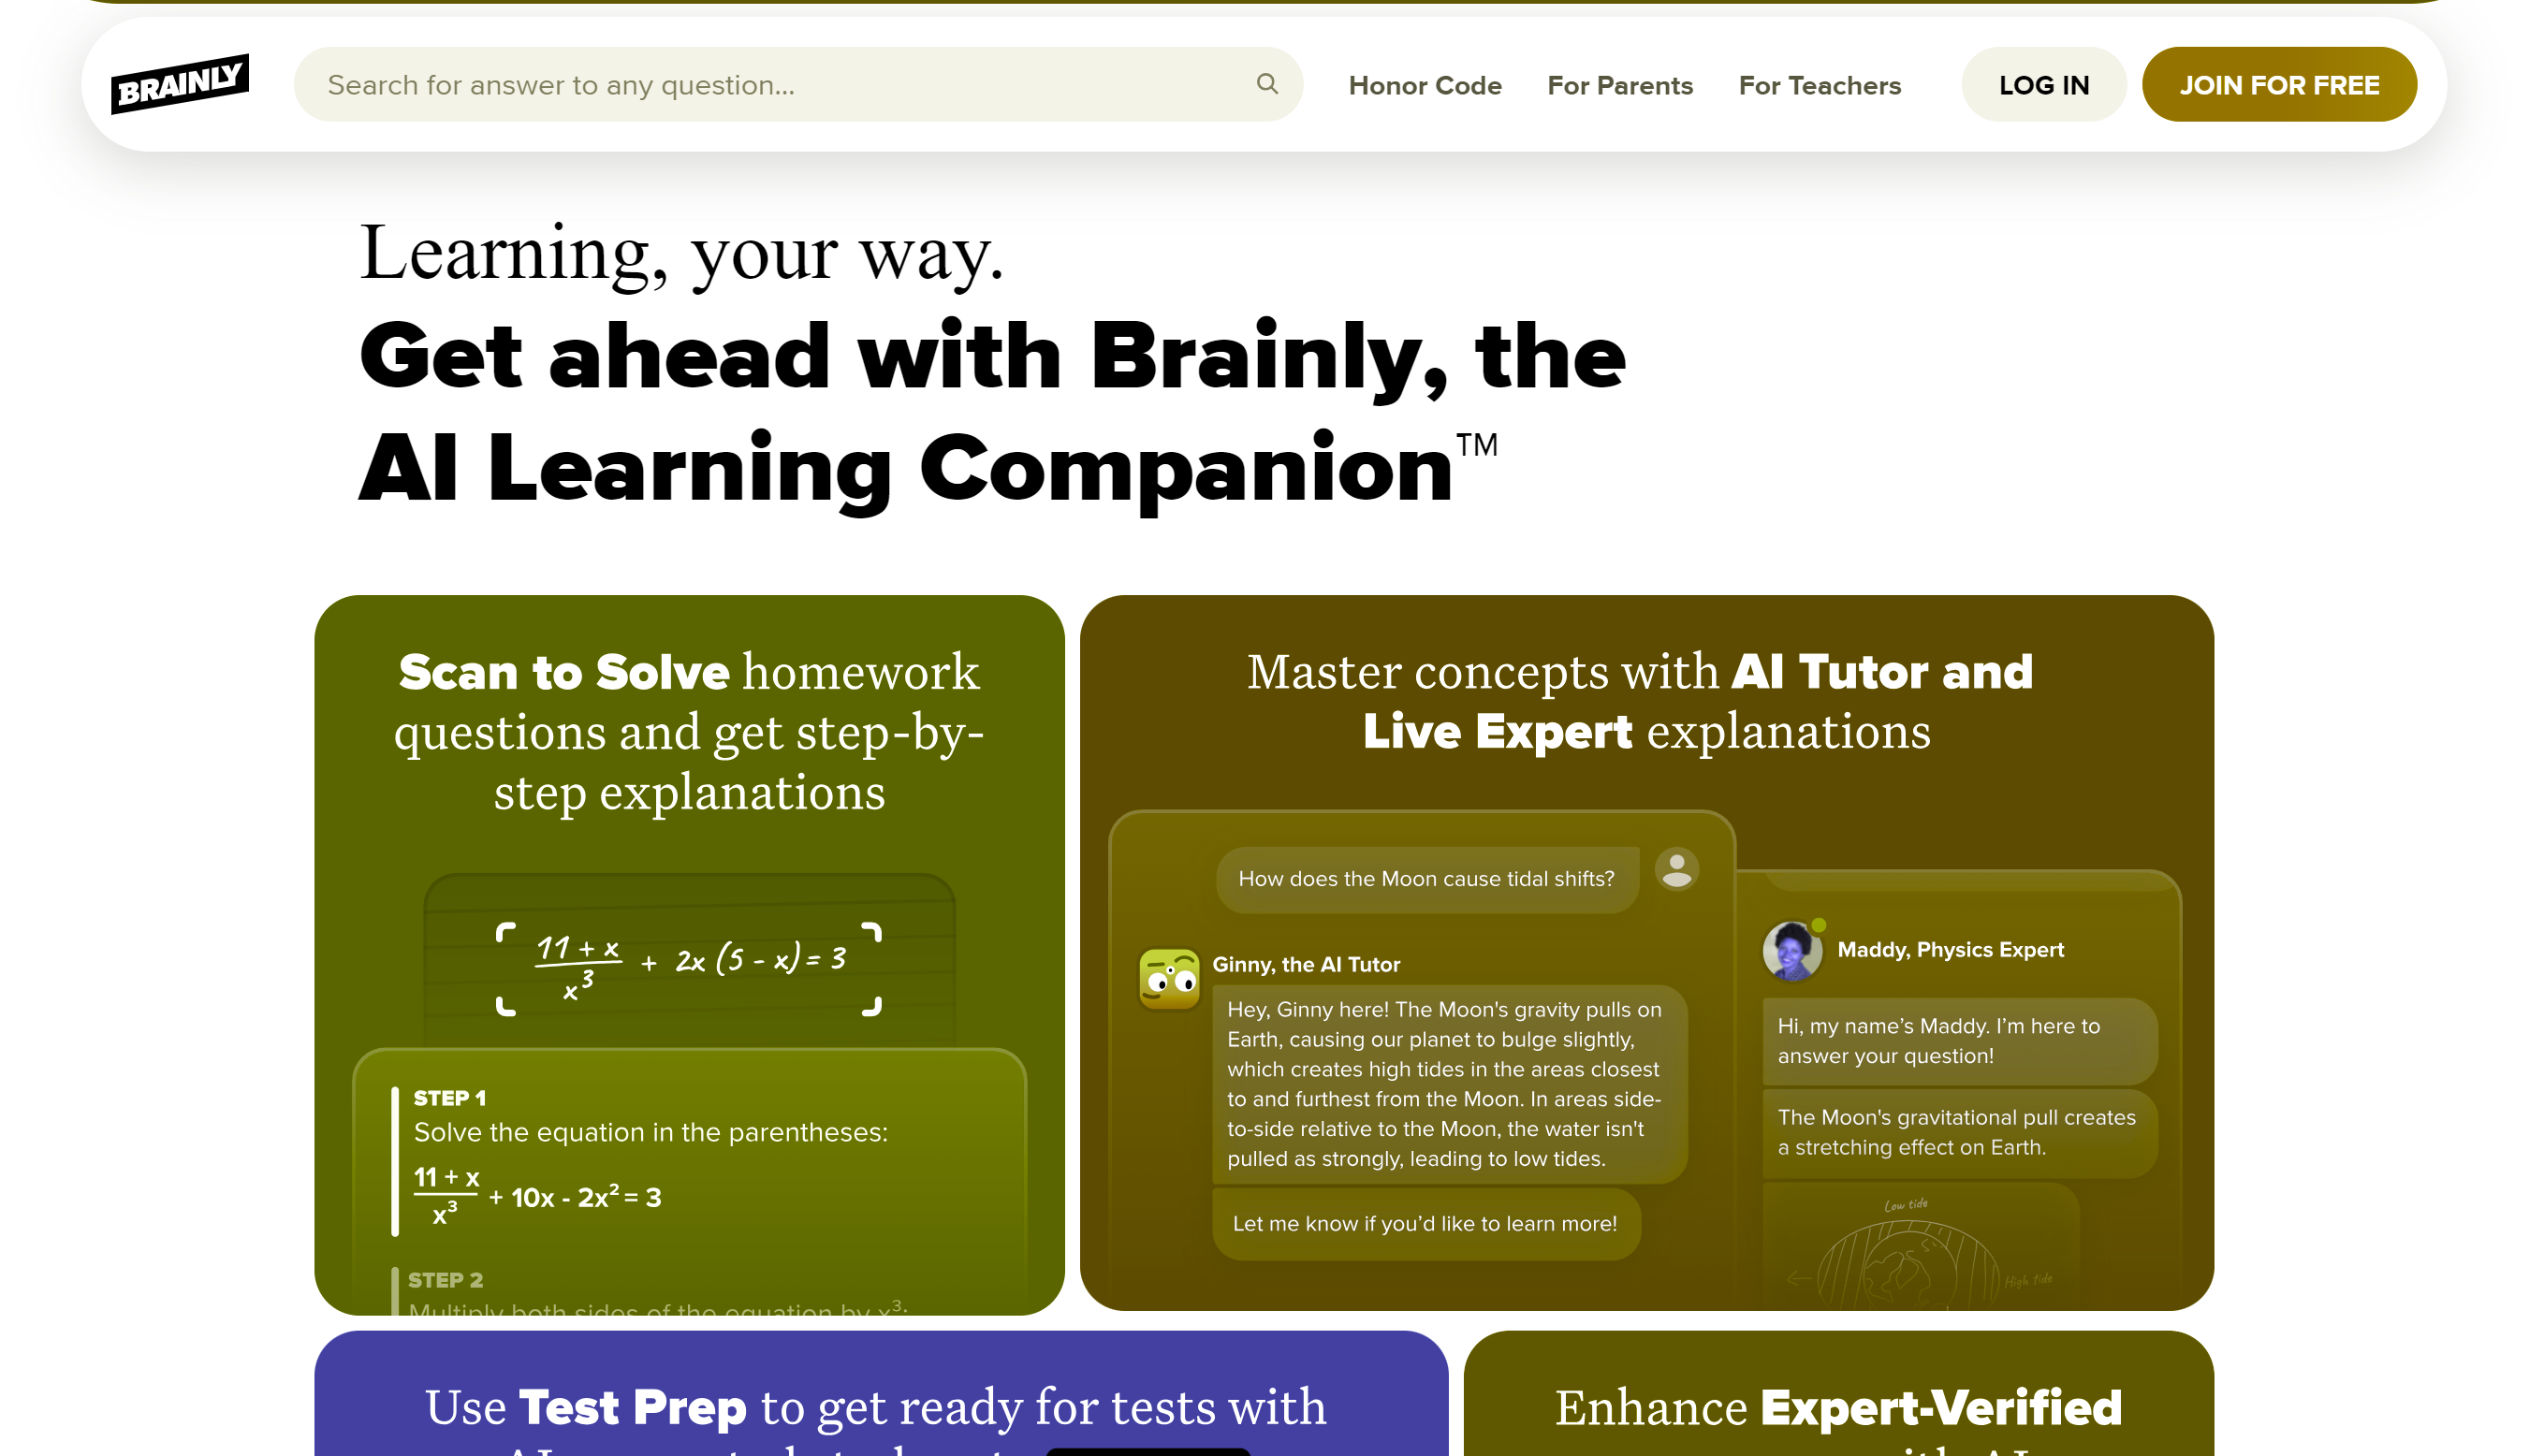 BRAINLY
Search for answer to any question...
Honor Code
For Parents
For Teachers
LOG IN
JOIN FOR FREE
Learning, your way.
Get ahead with Brainly, the
AI Learning Companion™
Scan to Solve homework
questions and get step-by-
step explanations
11 + x
x³
+ 2x (5 - x) = 3
STEP 1
Solve the equation in the parentheses:
11 + x
x³
+ 10x - 2x² = 3
STEP 2
Multiply both sides of the equation by x³:
Master concepts with AI Tutor and
Live Expert explanations
How does the Moon cause tidal shifts?
Ginny, the AI Tutor
Hey, Ginny here! The Moon's gravity pulls on
Earth, causing our planet to bulge slightly,
which creates high tides in the areas closest
to and furthest from the Moon. In areas side-
to-side relative to the Moon, the water isn't
pulled as strongly, leading to low tides.
Let me know if you’d like to learn more!
Maddy, Physics Expert
Hi, my name’s Maddy. I’m here to
answer your question!
The Moon's gravitational pull creates
a stretching effect on Earth.
Low tide
High tide
Use Test Prep to get ready for tests with
Enhance Expert-Verified